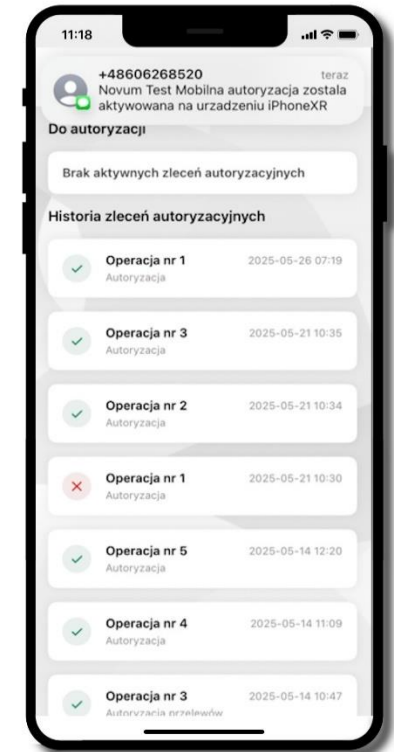 11:18
+48606268520 teraz
Novum Test Mobilna autoryzacja zostala
aktywowana na urzadzeniu iPhoneXR
Do autoryzacji
Brak aktywnych zleceń autoryzacyjnych
Historia zleceń autoryzacyjnych
Operacja nr 1 2025-05-26 07:19
Autoryzacja
Operacja nr 3 2025-05-21 10:35
Autoryzacja
Operacja nr 2 2025-05-21 10:34
Autoryzacja
Operacja nr 1 2025-05-21 10:30
Autoryzacja
Operacja nr 5 2025-05-14 12:20
Autoryzacja
Operacja nr 4 2025-05-14 11:09
Autoryzacja
Operacja nr 3 2025-05-14 10:47
Autoryzacja przelewów